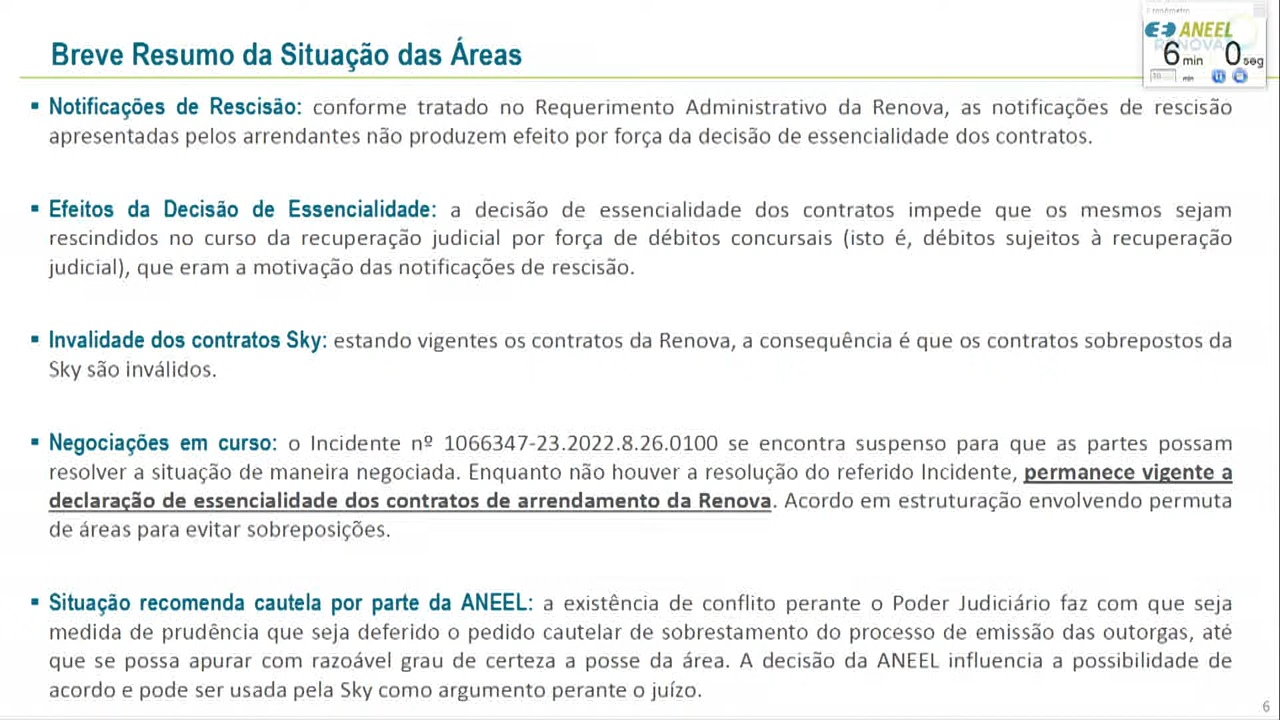 Breve Resumo da Situação das Áreas
ANEEL
RENOVA
6 min 0 seg
min
▪ Notificações de Rescisão: conforme tratado no Requerimento Administrativo da Renova, as notificações de rescisão
apresentadas pelos arrendantes não produzem efeito por força da decisão de essencialidade dos contratos.
▪ Efeitos da Decisão de Essencialidade: a decisão de essencialidade dos contratos impede que os mesmos sejam
rescindidos no curso da recuperação judicial por força de débitos concursais (isto é, débitos sujeitos à recuperação
judicial), que eram a motivação das notificações de rescisão.
▪ Invalidade dos contratos Sky: estando vigentes os contratos da Renova, a consequência é que os contratos sobrepostos da
Sky são inválidos.
▪ Negociações em curso: o Incidente nº 1066347-23.2022.8.26.0100 se encontra suspenso para que as partes possam
resolver a situação de maneira negociada. Enquanto não houver a resolução do referido Incidente, permanece vigente a
declaração de essencialidade dos contratos de arrendamento da Renova. Acordo em estruturação envolvendo permuta
de áreas para evitar sobreposições.
▪ Situação recomenda cautela por parte da ANEEL: a existência de conflito perante o Poder Judiciário faz com que seja
medida de prudência que seja deferido o pedido cautelar de sobrestamento do processo de emissão das outorgas, até
que se possa apurar com razoável grau de certeza a posse da área. A decisão da ANEEL influencia a possibilidade de
acordo e pode ser usada pela Sky como argumento perante o juízo.
6